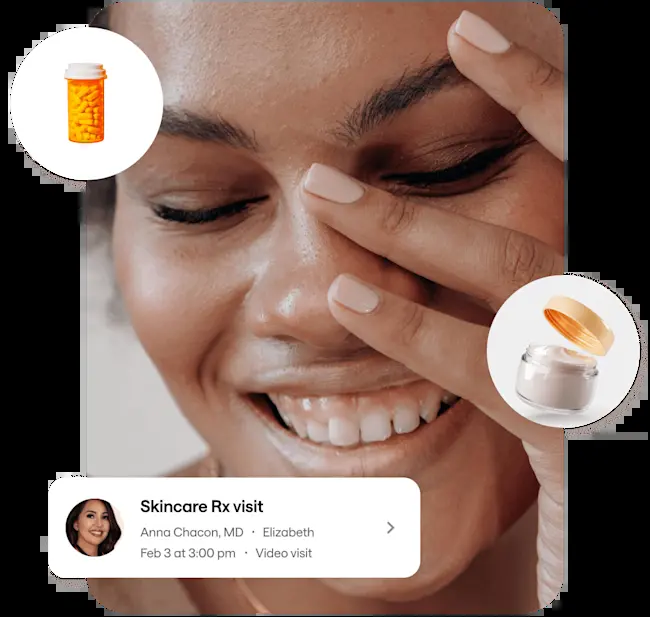 Skincare Rx visit
Anna Chacon, MD · Elizabeth
Feb 3 at 3:00 pm · Video visit